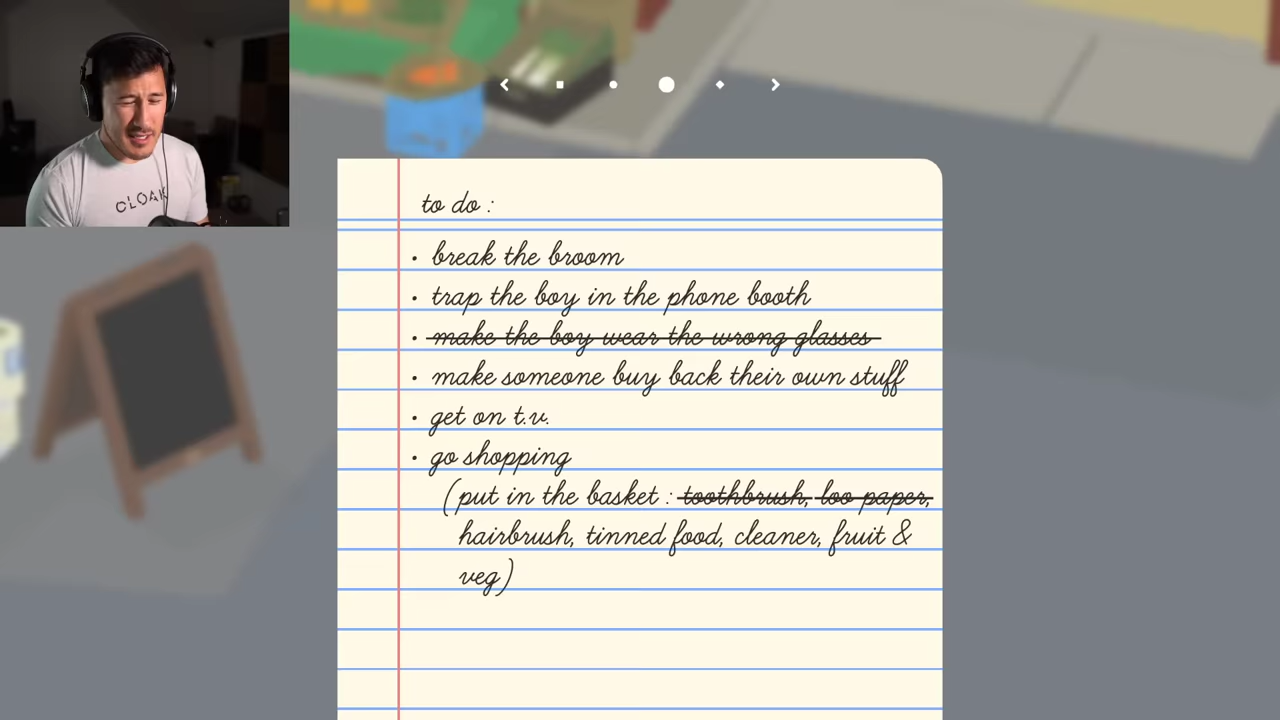 CLOAK
to do :
• break the broom
• trap the boy in the phone booth
• make the boy wear the wrong glasses
• make someone buy back their own stuff
• get on t.v.
• go shopping
(put in the basket : toothbrush, loo paper,
hairbrush, tinned food, cleaner, fruit &
veg)